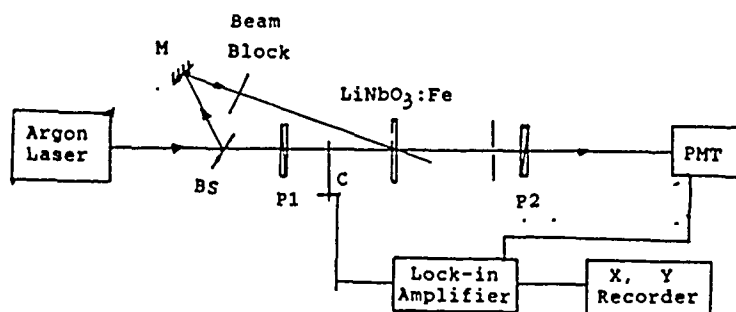 Beam
Block
M
LiNbO3:Fe
Argon
Laser
BS
P1
C
P2
PMT
Lock-in
Amplifier
X, Y
Recorder